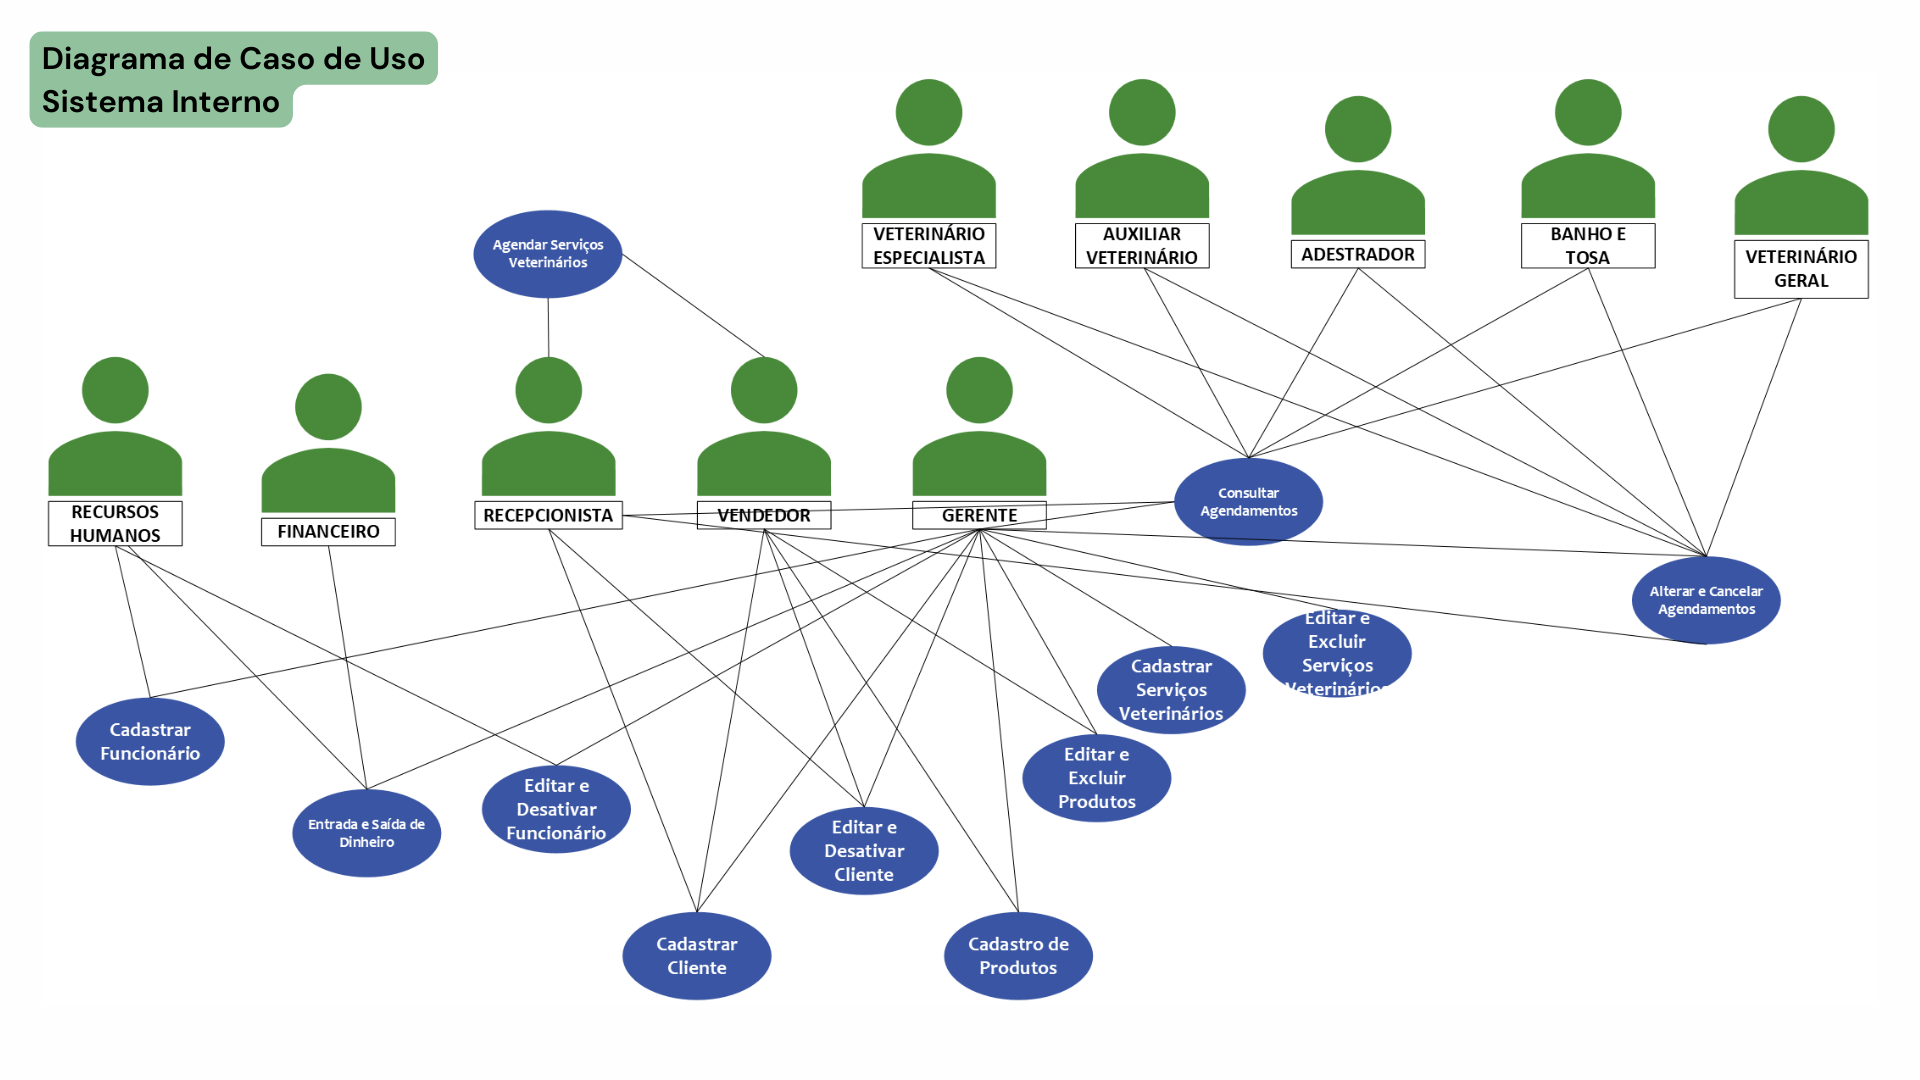 Diagrama de Caso de Uso
Sistema Interno
VETERINÁRIO
ESPECIALISTA
AUXILIAR
VETERINÁRIO
ADESTRADOR
BANHO E
TOSA
VETERINÁRIO
GERAL
Agendar Serviços
Veterinários
RECURSOS
HUMANOS
FINANCEIRO
RECEPCIONISTA
VENDEDOR
GERENTE
Consultar
Agendamentos
Alterar e Cancelar
Agendamentos
Editar e
Excluir
Serviços
Veterinários
Cadastrar
Serviços
Veterinários
Cadastrar
Funcionário
Editar e
Excluir
Produtos
Entrada e Saída de
Dinheiro
Editar e
Desativar
Funcionário
Editar e
Desativar
Cliente
Cadastrar
Cliente
Cadastro de
Produtos